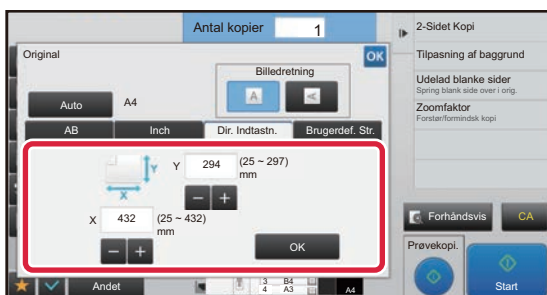 Antal kopier 1
Original
OK
Billedretning
A
A
Auto
A4
AB
Inch
Dir. Indtastn.
Brugerdef. Str.
Y
X
Y 294 (25 ~ 297)
mm
X 432 (25 ~ 432)
mm
OK
Andet
3 B4
4 A3
A4
2-Sidet Kopi
Tilpasning af baggrund
Udelad blanke sider
Spring blank side over i orig.
Zoomfaktor
Forstør/formindsk kopi
Forhåndsvis
CA
Prøvekopi.
Start